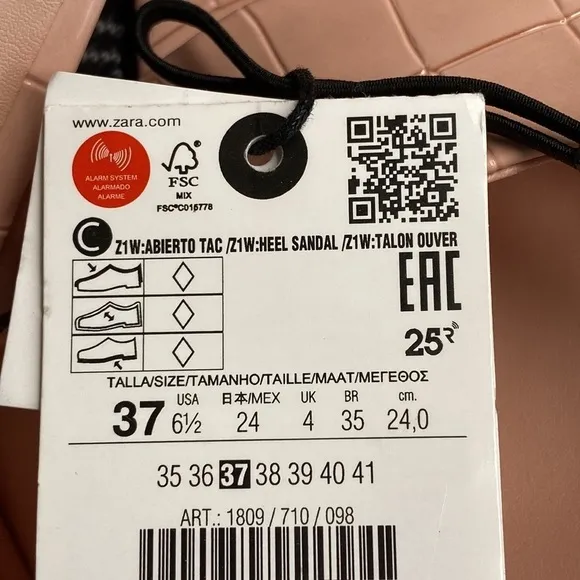 www.zara.com
ALARM SYSTEM
ALARMADO
ALARME
FSC
MIX
FSC®C015778
C Z1W:ABIERTO TAC /Z1W:HEEL SANDAL /Z1W:TALON OUVER
EAC
25R
TALLA/SIZE/TAMANHO/TAILLE/MAAT/ΜΕΓΕΘΟΣ
37 USA 日本/MEX UK BR cm.
6½ 24 4 35 24,0
35 36 37 38 39 40 41
ART.: 1809 / 710 / 098